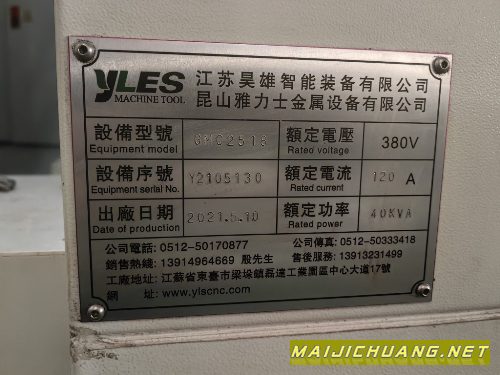 YLES
MACHINE TOOL
江苏昊雄智能装备有限公司
昆山雅力士金属设备有限公司
設備型號 GMC2518 額定電壓 380V
Equipment model Rated voltage
設備序號 Y2105130 額定電流 120 A
Equipment serial No. Rated current
出廠日期 2021.5.10 額定功率 40KVA
Date of production Rated power
公司電話: 0512-50170877 公司傳真: 0512-50333418
銷售熱綫: 13914964669 殷先生 售後服務: 13913231499
工廠地址: 江蘇省東臺市梁垛鎮磊達工業園區中心大道17號
網 址: www.ylscnc.com
MAIJICHUANG.NET